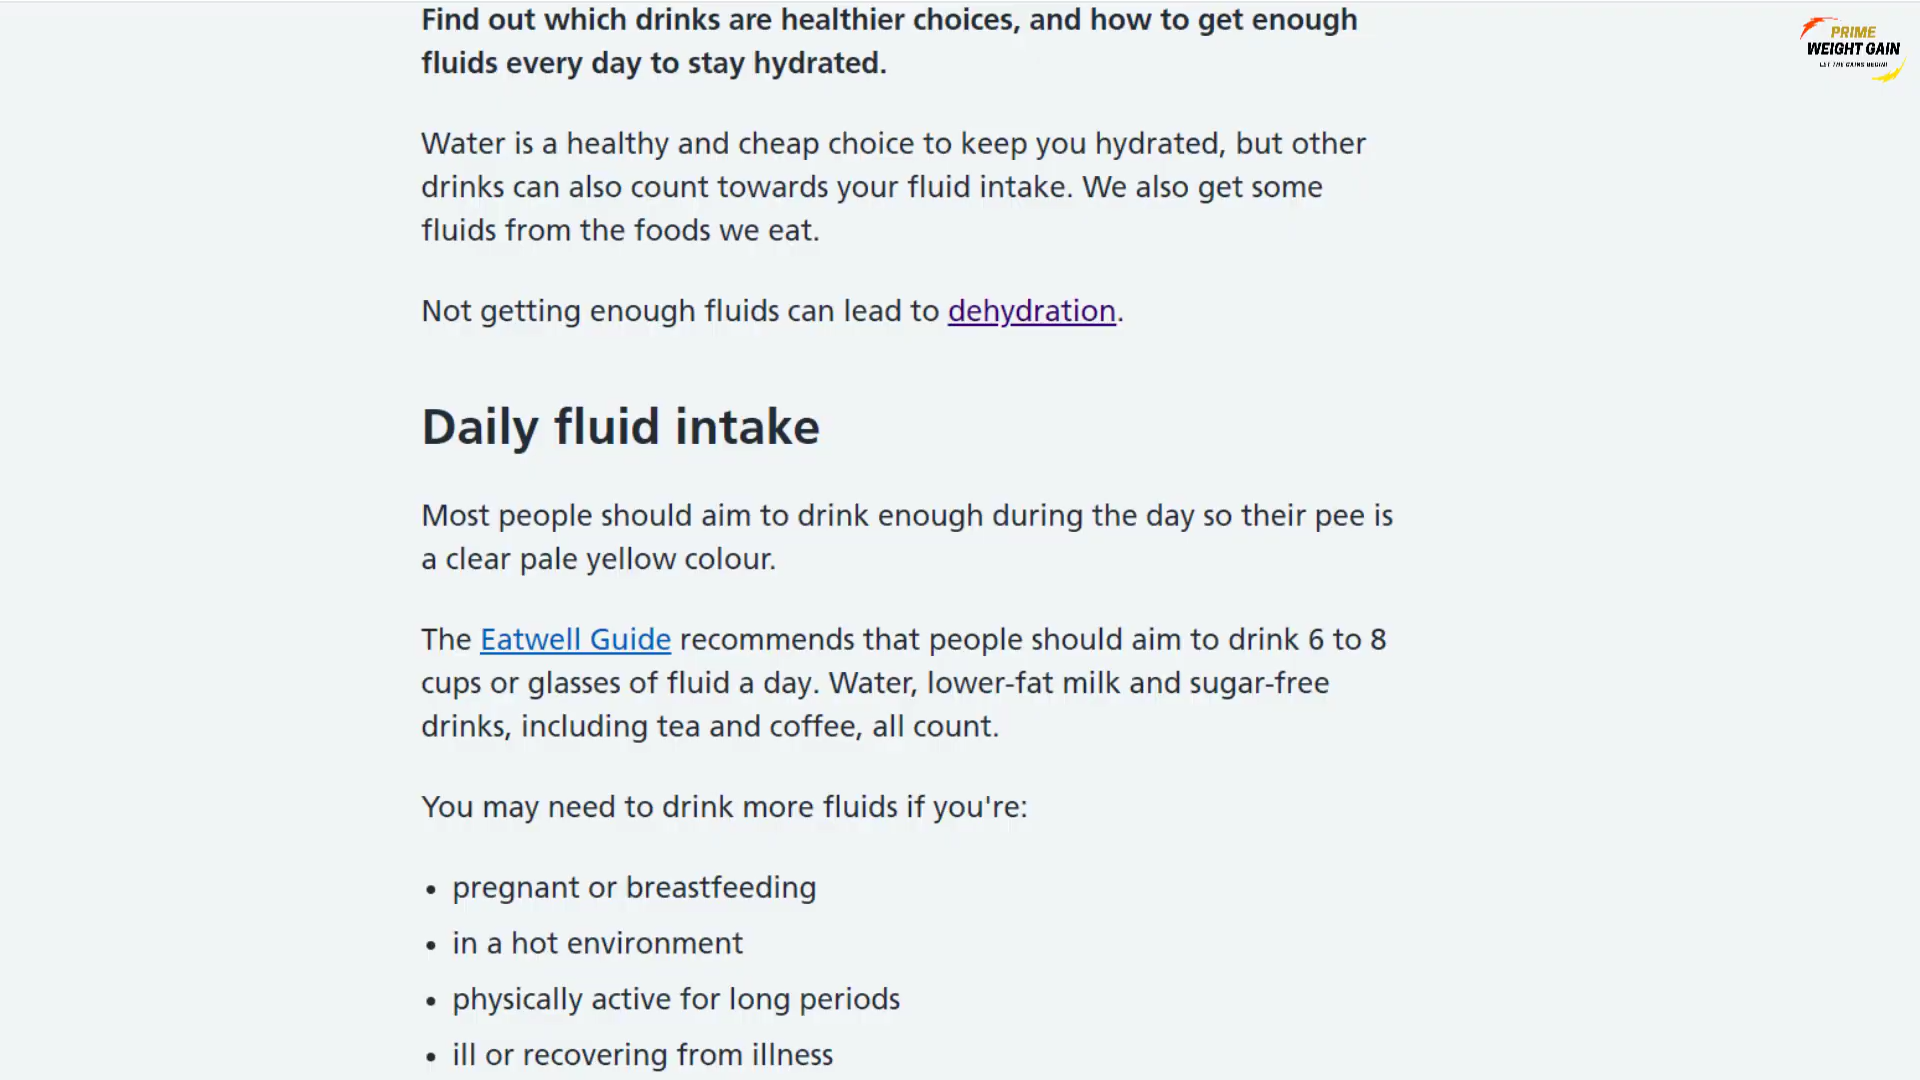 Find out which drinks are healthier choices, and how to get enough
fluids every day to stay hydrated.
PRIME
WEIGHT GAIN
LET THE GAINS BEGIN!
Water is a healthy and cheap choice to keep you hydrated, but other
drinks can also count towards your fluid intake. We also get some
fluids from the foods we eat.
Not getting enough fluids can lead to dehydration.
Daily fluid intake
Most people should aim to drink enough during the day so their pee is
a clear pale yellow colour.
The Eatwell Guide recommends that people should aim to drink 6 to 8
cups or glasses of fluid a day. Water, lower-fat milk and sugar-free
drinks, including tea and coffee, all count.
You may need to drink more fluids if you're:
• pregnant or breastfeeding
• in a hot environment
• physically active for long periods
• ill or recovering from illness